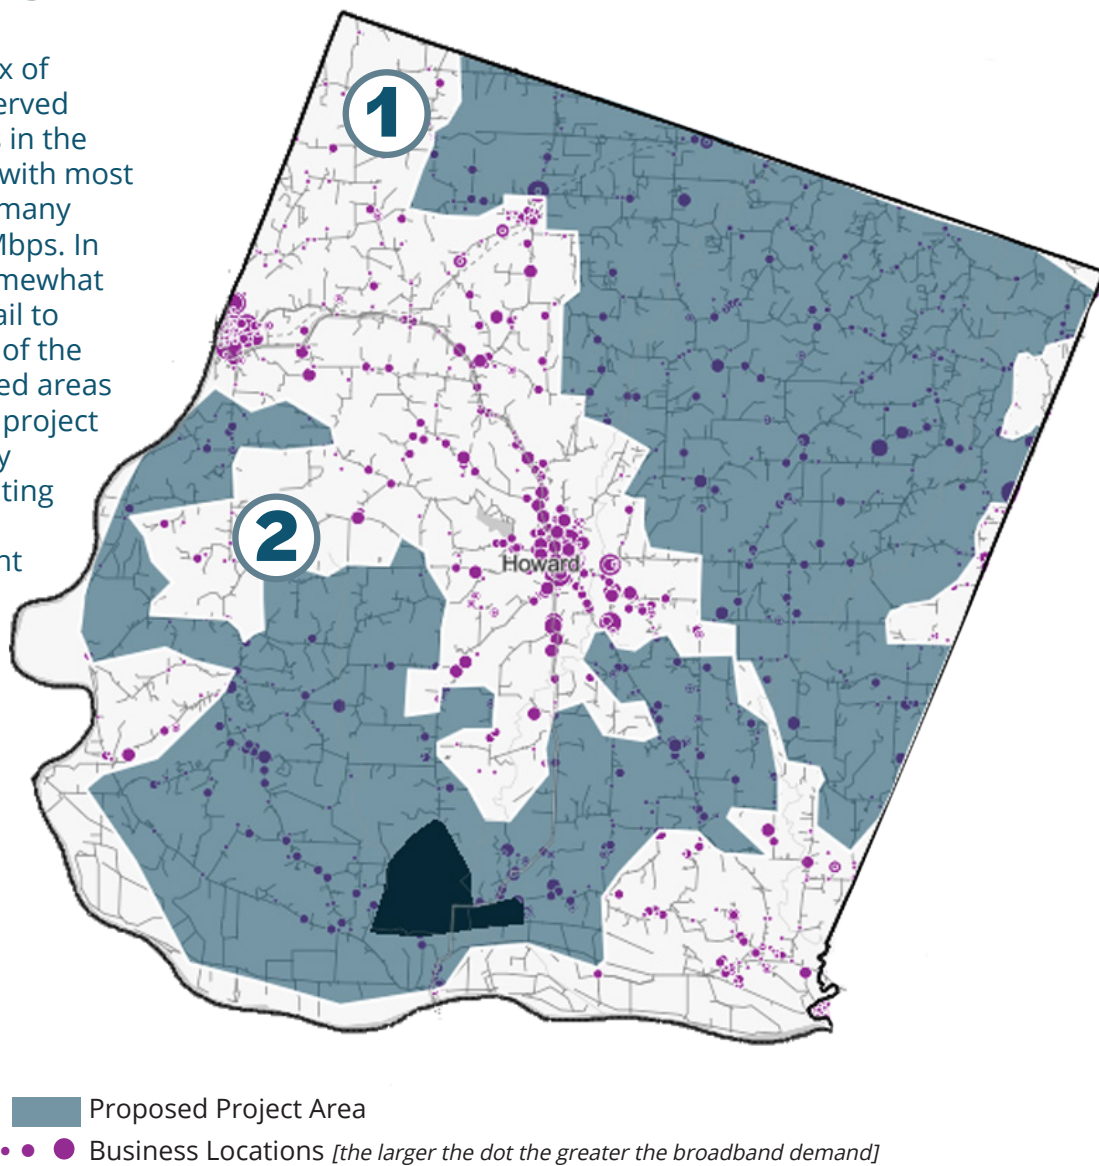 x of
erved
in the
with most
many
Mbps. In
mewhat
ail to
of the
ed areas
project
y
ting
nt
1
2
Howard
Proposed Project Area
Business Locations [the larger the dot the greater the broadband demand]